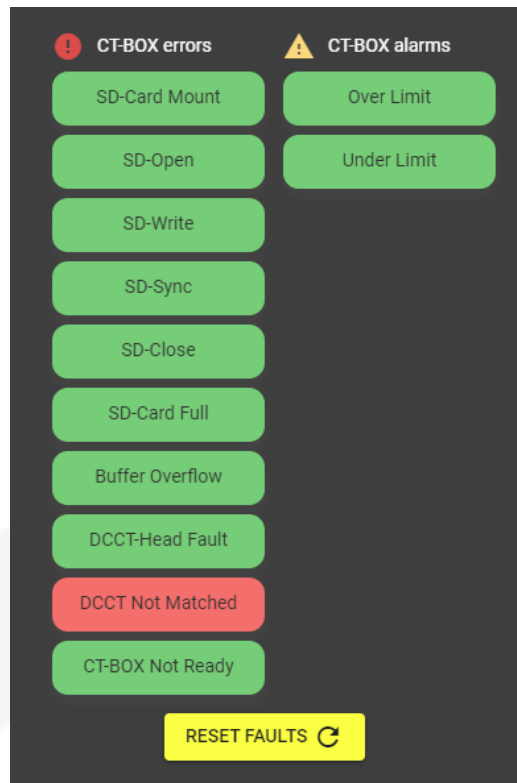 CT-BOX errors
SD-Card Mount
SD-Open
SD-Write
SD-Sync
SD-Close
SD-Card Full
Buffer Overflow
DCCT-Head Fault
DCCT Not Matched
CT-BOX Not Ready
CT-BOX alarms
Over Limit
Under Limit
RESET FAULTS